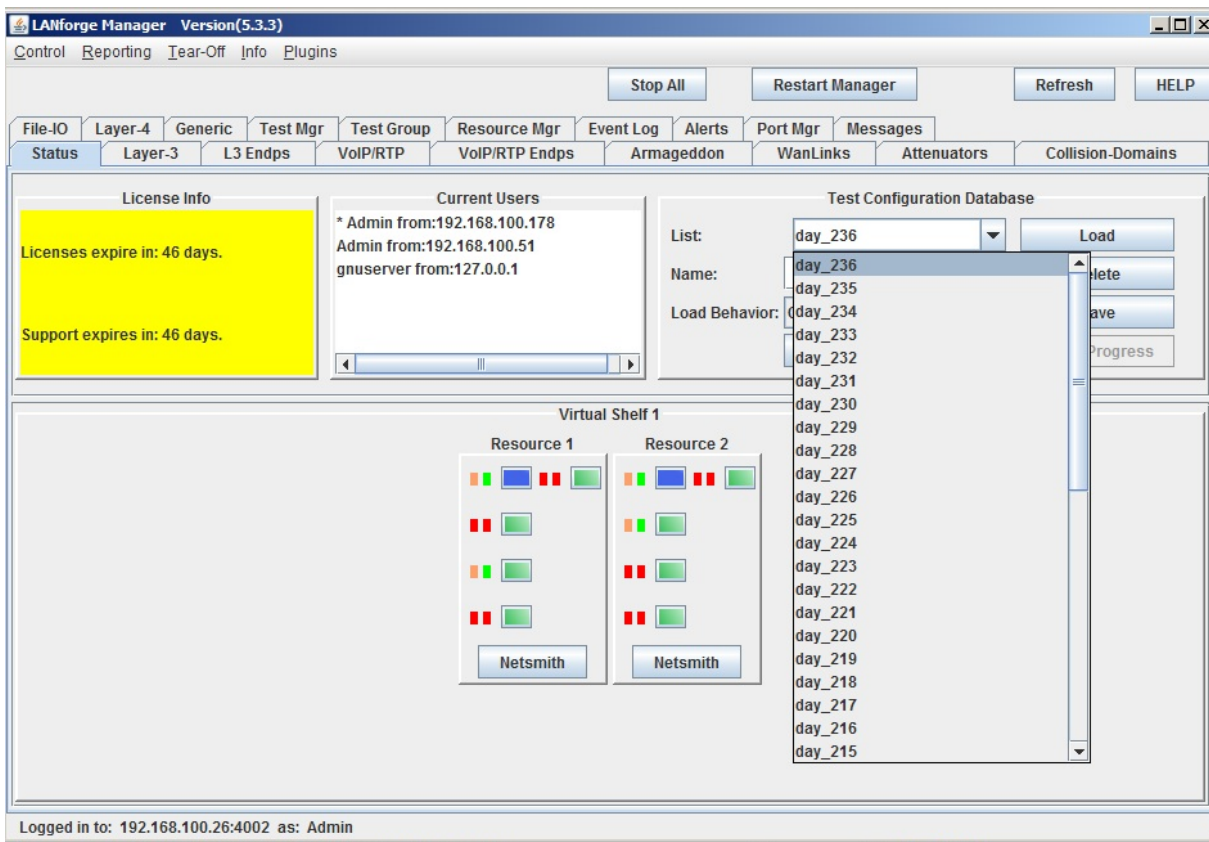 LANforge Manager Version(5.3.3)
Control Reporting Tear-Off Info Plugins
Stop All Restart Manager Refresh HELP
File-IO Layer-4 Generic Test Mgr Test Group Resource Mgr Event Log Alerts Port Mgr Messages
Status Layer-3 L3 Endps VoIP/RTP VoIP/RTP Endps Armageddon WanLinks Attenuators Collision-Domains
License Info
Licenses expire in: 46 days.
Support expires in: 46 days.
Current Users
* Admin from:192.168.100.178
Admin from:192.168.100.51
gnuserver from:127.0.0.1
Test Configuration Database
List: day_236 Load
Name: elete
Load Behavior: ave
Progress
day_236
day_235
day_234
day_233
day_232
day_231
day_230
day_229
day_228
day_227
day_226
day_225
day_224
day_223
day_222
day_221
day_220
day_219
day_218
day_217
day_216
day_215
Virtual Shelf 1
Resource 1 Resource 2
Netsmith Netsmith
Logged in to: 192.168.100.26:4002 as: Admin